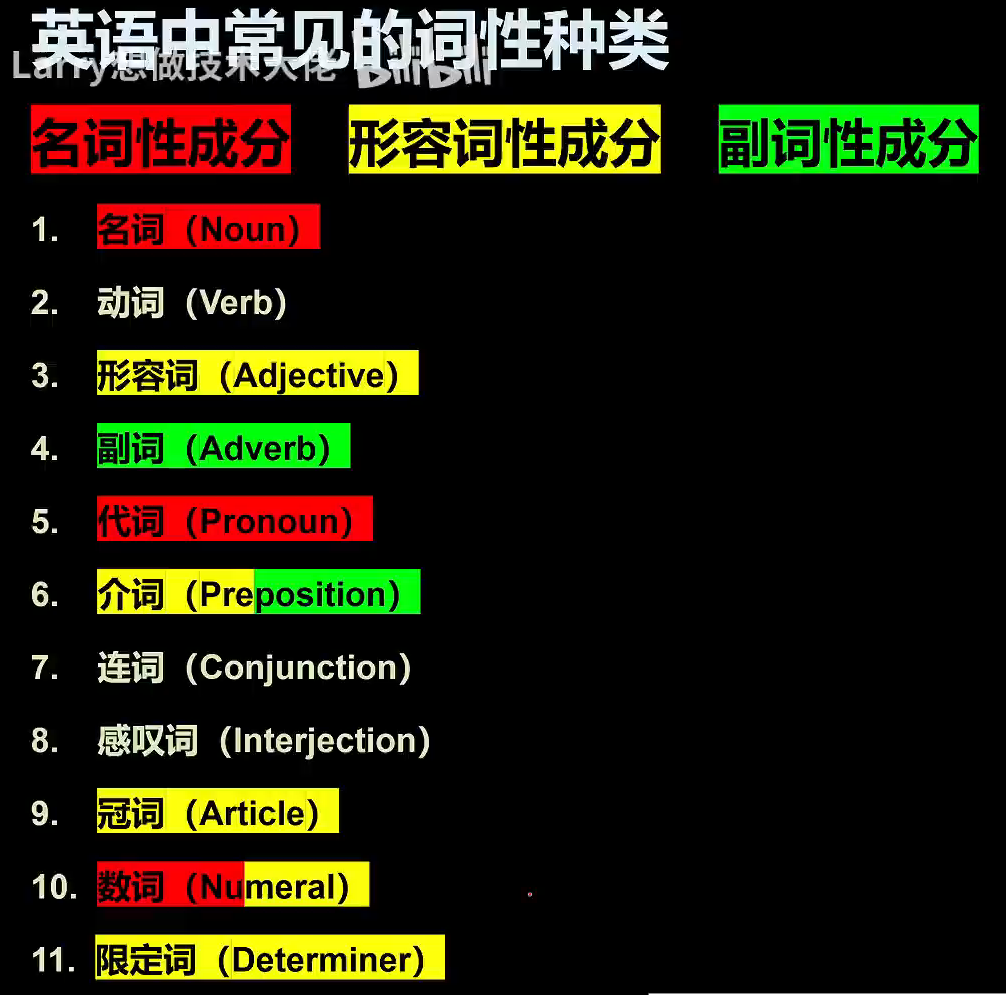 英语中常见的词性种类
Larry想做技术大佬 bilibili
名词性成分 形容词性成分 副词性成分
1. 名词（Noun）
2. 动词（Verb）
3. 形容词（Adjective）
4. 副词（Adverb）
5. 代词（Pronoun）
6. 介词（Preposition）
7. 连词（Conjunction）
8. 感叹词（Interjection）
9. 冠词（Article）
10. 数词（Numeral）
11. 限定词（Determiner）